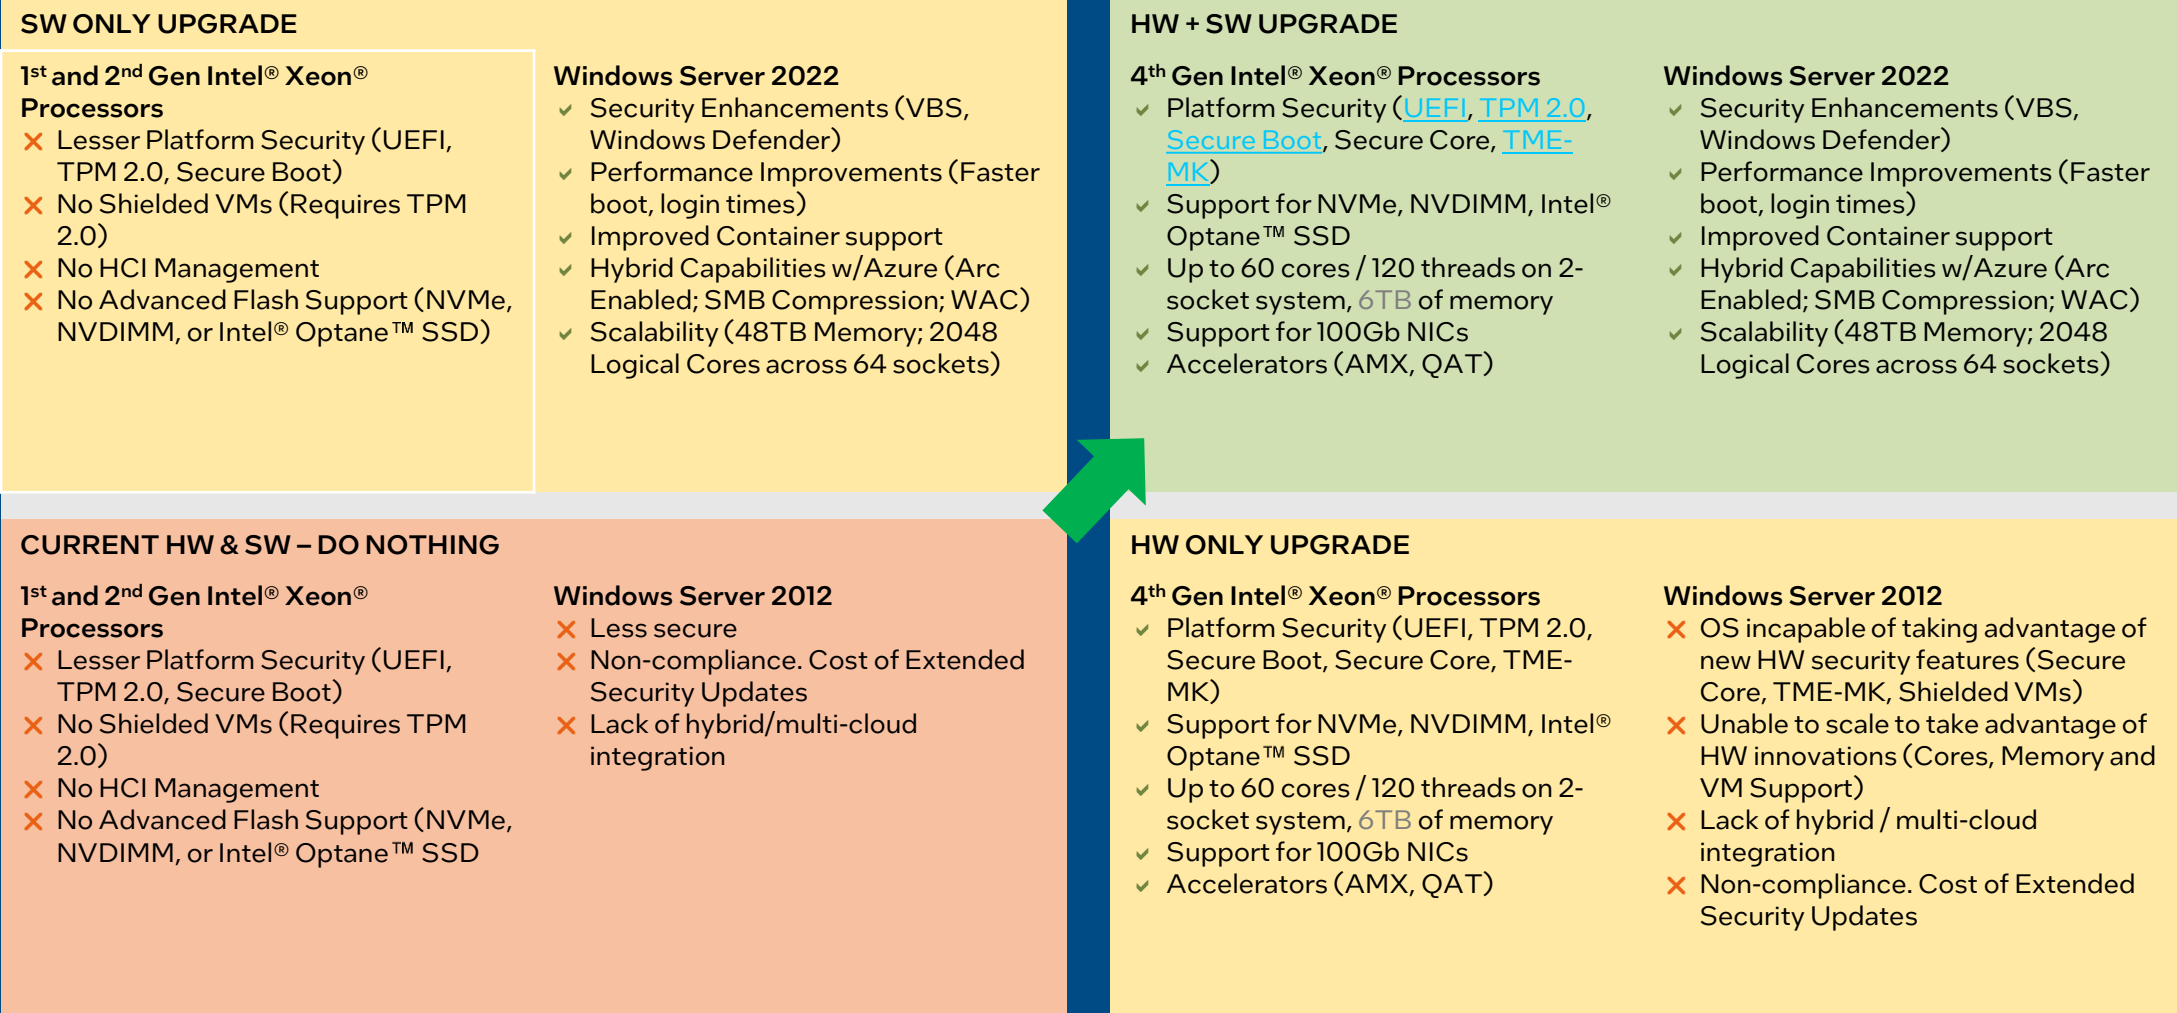 SW ONLY UPGRADE
1st and 2nd Gen Intel® Xeon®
Processors
Lesser Platform Security (UEFI,
TPM 2.0, Secure Boot)
No Shielded VMs (Requires TPM
2.0)
No HCI Management
No Advanced Flash Support (NVMe,
NVDIMM, or Intel® Optane™ SSD)
Windows Server 2022
Security Enhancements (VBS,
Windows Defender)
Performance Improvements (Faster
boot, login times)
Improved Container support
Hybrid Capabilities w/Azure (Arc
Enabled; SMB Compression; WAC)
Scalability (48TB Memory; 2048
Logical Cores across 64 sockets)
HW + SW UPGRADE
4th Gen Intel® Xeon® Processors
Platform Security (UEFI, TPM 2.0,
Secure Boot, Secure Core, TME-
MK)
Support for NVMe, NVDIMM, Intel®
Optane™ SSD
Up to 60 cores / 120 threads on 2-
socket system, 6TB of memory
Support for 100Gb NICs
Accelerators (AMX, QAT)
Windows Server 2022
Security Enhancements (VBS,
Windows Defender)
Performance Improvements (Faster
boot, login times)
Improved Container support
Hybrid Capabilities w/Azure (Arc
Enabled; SMB Compression; WAC)
Scalability (48TB Memory; 2048
Logical Cores across 64 sockets)
CURRENT HW & SW – DO NOTHING
1st and 2nd Gen Intel® Xeon®
Processors
Lesser Platform Security (UEFI,
TPM 2.0, Secure Boot)
No Shielded VMs (Requires TPM
2.0)
No HCI Management
No Advanced Flash Support (NVMe,
NVDIMM, or Intel® Optane™ SSD
Windows Server 2012
Less secure
Non-compliance. Cost of Extended
Security Updates
Lack of hybrid/multi-cloud
integration
HW ONLY UPGRADE
4th Gen Intel® Xeon® Processors
Platform Security (UEFI, TPM 2.0,
Secure Boot, Secure Core, TME-
MK)
Support for NVMe, NVDIMM, Intel®
Optane™ SSD
Up to 60 cores / 120 threads on 2-
socket system, 6TB of memory
Support for 100Gb NICs
Accelerators (AMX, QAT)
Windows Server 2012
OS incapable of taking advantage of
new HW security features (Secure
Core, TME-MK, Shielded VMs)
Unable to scale to take advantage of
HW innovations (Cores, Memory and
VM Support)
Lack of hybrid / multi-cloud
integration
Non-compliance. Cost of Extended
Security Updates